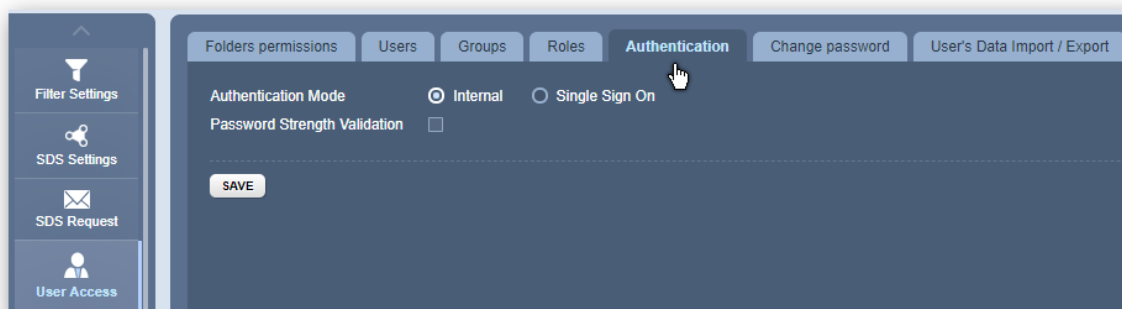 Filter Settings
SDS Settings
SDS Request
User Access
Folders permissions Users Groups Roles Authentication Change password User's Data Import / Export
Authentication Mode Internal Single Sign On
Password Strength Validation
SAVE